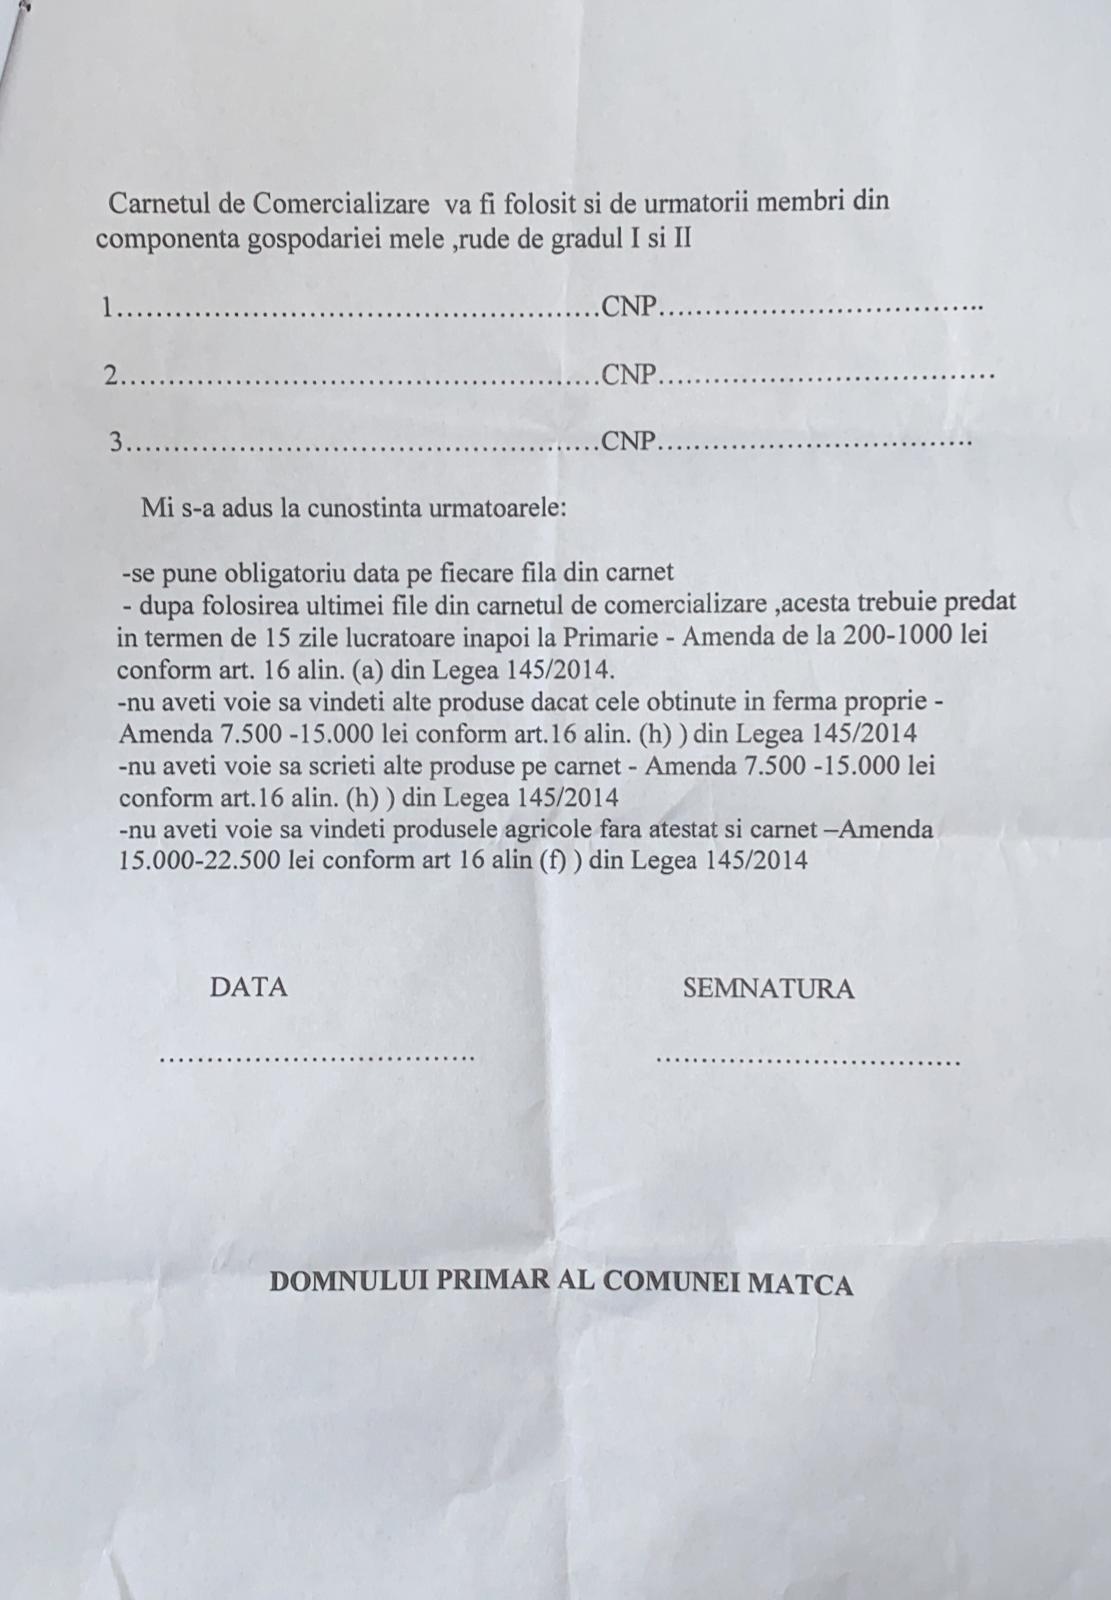 Carnetul de Comercializare va fi folosit si de urmatorii membri din
componenta gospodariei mele ,rude de gradul I si II
1..................................................CNP..................................
2..................................................CNP...................................
3.................................................CNP.................................
Mi s-a adus la cunostinta urmatoarele:
-se pune obligatoriu data pe fiecare fila din carnet
- dupa folosirea ultimei file din carnetul de comercializare ,acesta trebuie predat
in termen de 15 zile lucratoare inapoi la Primarie - Amenda de la 200-1000 lei
conform art. 16 alin. (a) din Legea 145/2014.
-nu aveti voie sa vindeti alte produse dacat cele obtinute in ferma proprie -
Amenda 7.500 -15.000 lei conform art.16 alin. (h) ) din Legea 145/2014
-nu aveti voie sa scrieti alte produse pe carnet - Amenda 7.500 -15.000 lei
conform art.16 alin. (h) ) din Legea 145/2014
-nu aveti voie sa vindeti produsele agricole fara atestat si carnet –Amenda
15.000-22.500 lei conform art 16 alin (f) ) din Legea 145/2014
DATA SEMNATURA
................................. ................................
DOMNULUI PRIMAR AL COMUNEI MATCA